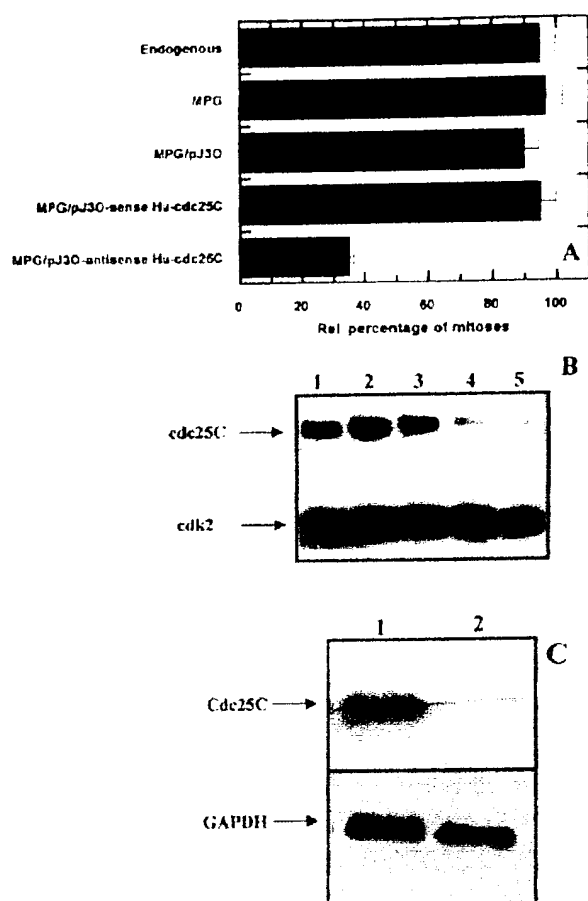 Endogenous
MPG
MPG/pJ3O
MPG/pJ3O-sense Hu-cdc25C
MPG/pJ3O-antisense Hu-cdc25C
A
0 20 40 60 80 100
Rel. percentage of mitoses
B
1 2 3 4 5
cdc25C
cdk2
1 2
C
Cdc25C
GAPDH